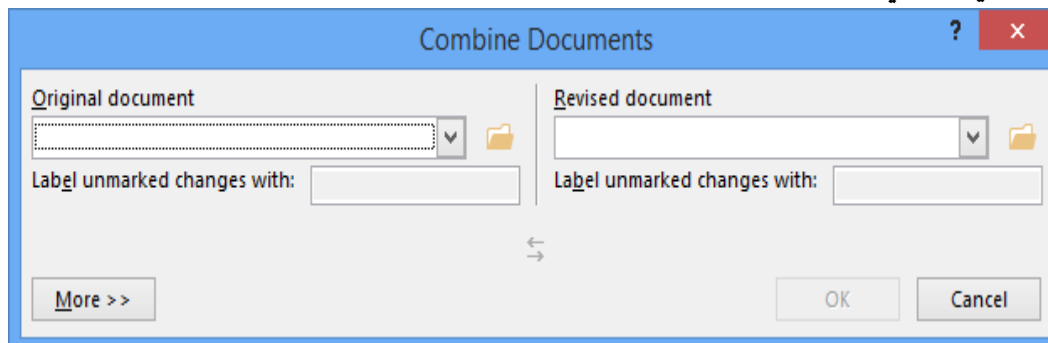 Combine Documents
?
x
Original document
Revised document
Label unmarked changes with:
Label unmarked changes with:
More >>
OK
Cancel